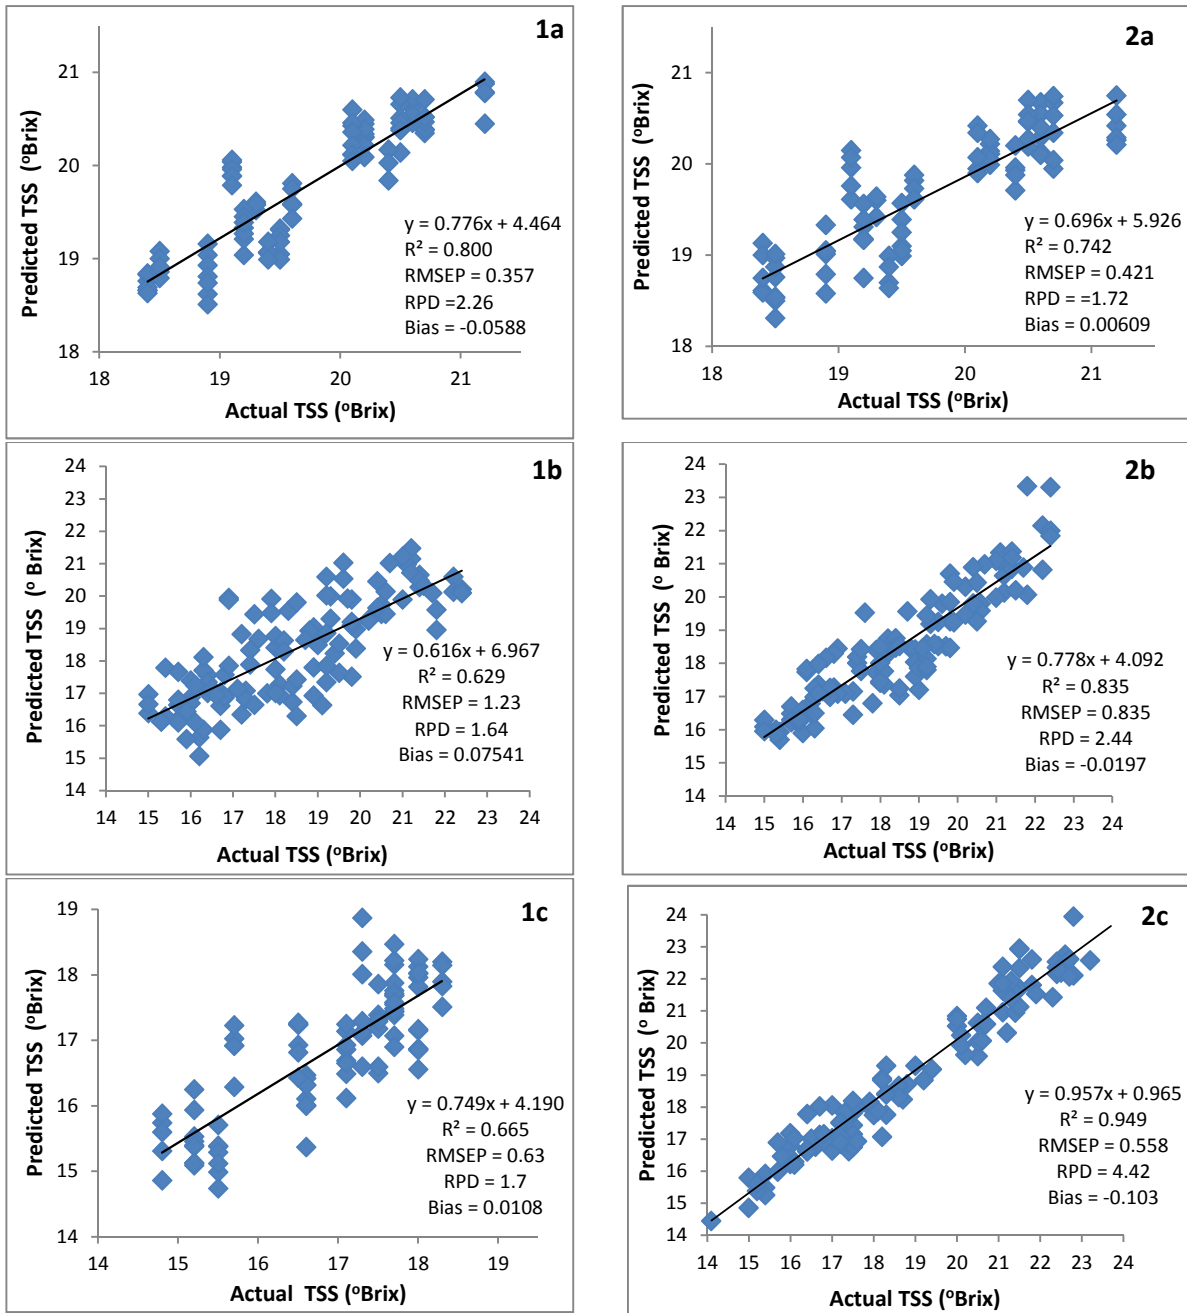 1a
Predicted TSS (ºBrix)
21
20
19
18
y = 0.776x + 4.464
R² = 0.800
RMSEP = 0.357
RPD =2.26
Bias = -0.0588
18 19 20 21
Actual TSS (ºBrix)
2a
Predicted TSS (ºBrix)
21
20
19
18
y = 0.696x + 5.926
R² = 0.742
RMSEP = 0.421
RPD = =1.72
Bias = 0.00609
18 19 20 21
Actual TSS (ºBrix)
1b
Predicted TSS (º Brix)
24
23
22
21
20
19
18
17
16
15
14
y = 0.616x + 6.967
R² = 0.629
RMSEP = 1.23
RPD = 1.64
Bias = 0.07541
14 15 16 17 18 19 20 21 22 23 24
Actual TSS (ºBrix)
2b
Predicted TSS (º Brix)
24
23
22
21
20
19
18
17
16
15
14
y = 0.778x + 4.092
R² = 0.835
RMSEP = 0.835
RPD = 2.44
Bias = -0.0197
14 15 16 17 18 19 20 21 22 23 24
Actual TSS (ºBrix)
1c
Predicted TSS (ºBrix)
19
18
17
16
15
14
y = 0.749x + 4.190
R² = 0.665
RMSEP = 0.63
RPD = 1.7
Bias = 0.0108
14 15 16 17 18 19
Actual TSS (ºBrix)
2c
Predicted TSS (º Brix)
24
23
22
21
20
19
18
17
16
15
14
y = 0.957x + 0.965
R² = 0.949
RMSEP = 0.558
RPD = 4.42
Bias = -0.103
14 15 16 17 18 19 20 21 22 23 24
Actual TSS (ºBrix)